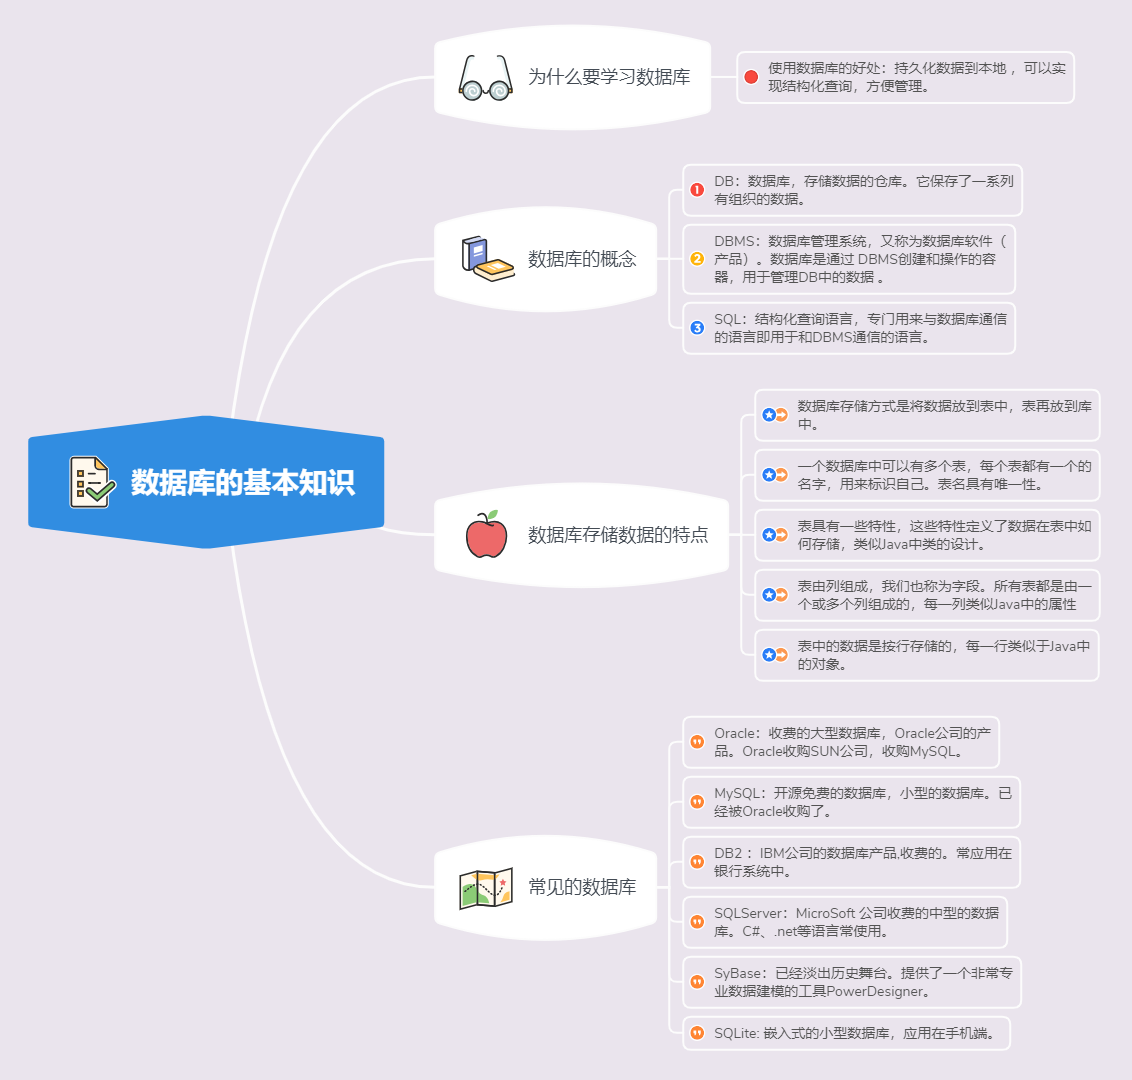 为什么要学习数据库
使用数据库的好处：持久化数据到本地 ，可以实
现结构化查询，方便管理。
数据库的概念
1
DB：数据库，存储数据的仓库。它保存了一系列
有组织的数据。
2
DBMS：数据库管理系统，又称为数据库软件（
产品）。数据库是通过 DBMS创建和操作的容
器，用于管理DB中的数据 。
3
SQL：结构化查询语言，专门用来与数据库通信
的语言即用于和DBMS通信的语言。
数据库的基本知识
数据库存储数据的特点
数据库存储方式是将数据放到表中，表再放到库
中。
一个数据库中可以有多个表，每个表都有一个的
名字，用来标识自己。表名具有唯一性。
表具有一些特性，这些特性定义了数据在表中如
何存储，类似Java中类的设计。
表由列组成，我们也称为字段。所有表都是由一
个或多个列组成的，每一列类似Java中的属性
表中的数据是按行存储的，每一行类似于Java中
的对象。
常见的数据库
Oracle：收费的大型数据库，Oracle公司的产
品。Oracle收购SUN公司，收购MySQL。
MySQL：开源免费的数据库，小型的数据库。已
经被Oracle收购了。
DB2 ：IBM公司的数据库产品,收费的。常应用在
银行系统中。
SQLServer：MicroSoft 公司收费的中型的数据
库。C#、.net等语言常使用。
SyBase：已经淡出历史舞台。提供了一个非常专
业数据建模的工具PowerDesigner。
SQLite: 嵌入式的小型数据库，应用在手机端。